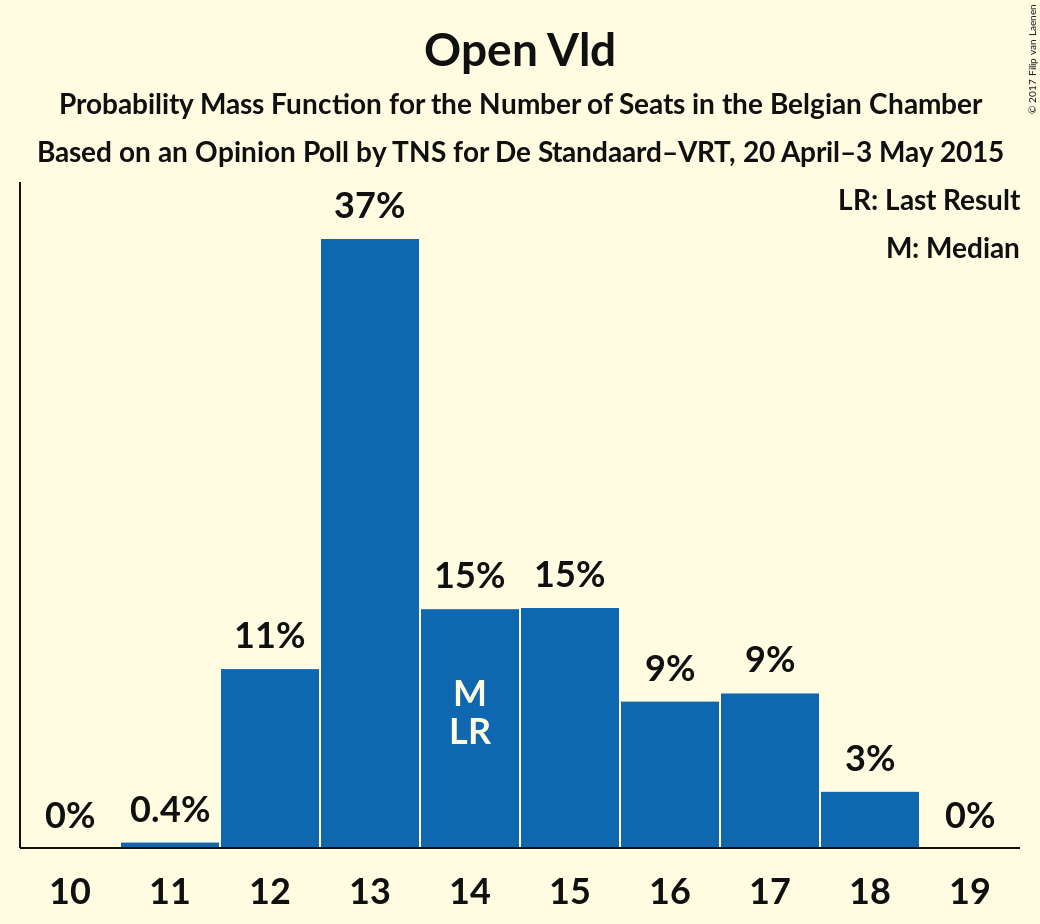 Open Vld
Probability Mass Function for the Number of Seats in the Belgian Chamber
Based on an Opinion Poll by TNS for De Standaard–VRT, 20 April–3 May 2015
© 2017 Filip van Laenen
LR: Last Result
M: Median
0%
0.4%
11%
37%
15%
15%
9%
9%
3%
0%
M
LR
10
11
12
13
14
15
16
17
18
19